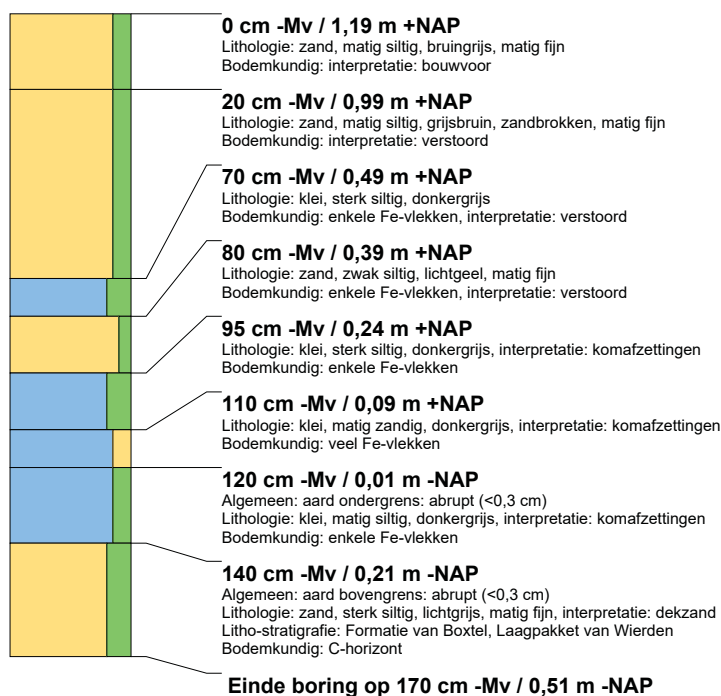 0 cm -Mv / 1,19 m +NAP
Lithologie: zand, matig siltig, bruingrijs, matig fijn
Bodemkundig: interpretatie: bouwvoor
20 cm -Mv / 0,99 m +NAP
Lithologie: zand, matig siltig, grijsbruin, zandbrokken, matig fijn
Bodemkundig: interpretatie: verstoord
70 cm -Mv / 0,49 m +NAP
Lithologie: klei, sterk siltig, donkergrijs
Bodemkundig: enkele Fe-vlekken, interpretatie: verstoord
80 cm -Mv / 0,39 m +NAP
Lithologie: zand, zwak siltig, lichtgeel, matig fijn
Bodemkundig: enkele Fe-vlekken, interpretatie: verstoord
95 cm -Mv / 0,24 m +NAP
Lithologie: klei, sterk siltig, donkergrijs, interpretatie: komafzettingen
Bodemkundig: enkele Fe-vlekken
110 cm -Mv / 0,09 m +NAP
Lithologie: klei, matig zandig, donkergrijs, interpretatie: komafzettingen
Bodemkundig: veel Fe-vlekken
120 cm -Mv / 0,01 m -NAP
Algemeen: aard ondergrens: abrupt (<0,3 cm)
Lithologie: klei, matig siltig, donkergrijs, interpretatie: komafzettingen
Bodemkundig: enkele Fe-vlekken
140 cm -Mv / 0,21 m -NAP
Algemeen: aard bovengrens: abrupt (<0,3 cm)
Lithologie: zand, sterk siltig, lichtgrijs, matig fijn, interpretatie: dekzand
Litho-stratigrafie: Formatie van Boxtel, Laagpakket van Wierden
Bodemkundig: C-horizont
Einde boring op 170 cm -Mv / 0,51 m -NAP